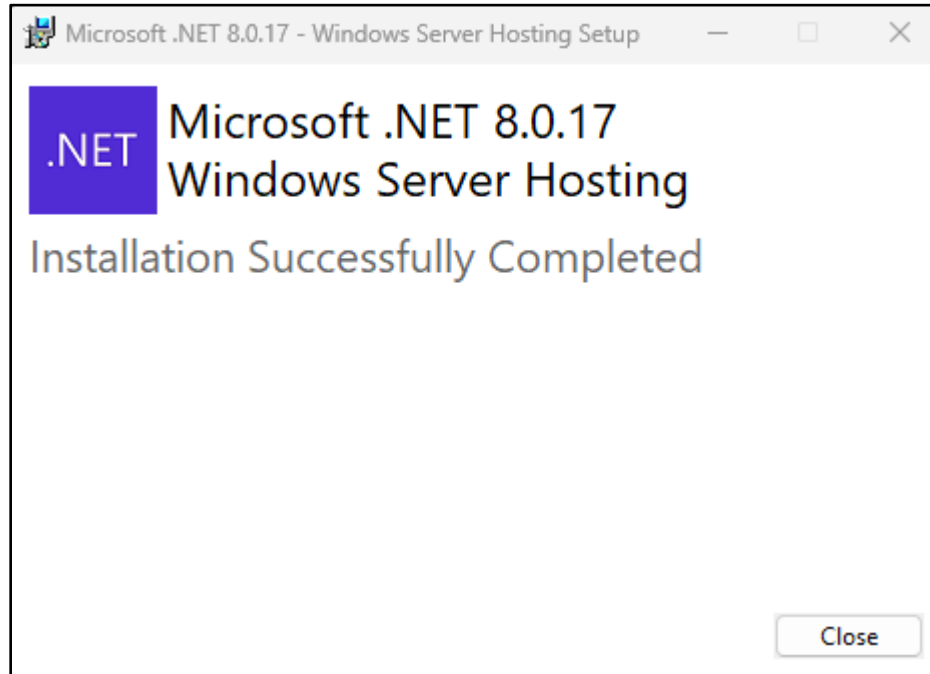 Microsoft .NET 8.0.17 - Windows Server Hosting Setup
.NET
Microsoft .NET 8.0.17
Windows Server Hosting
Installation Successfully Completed
Close